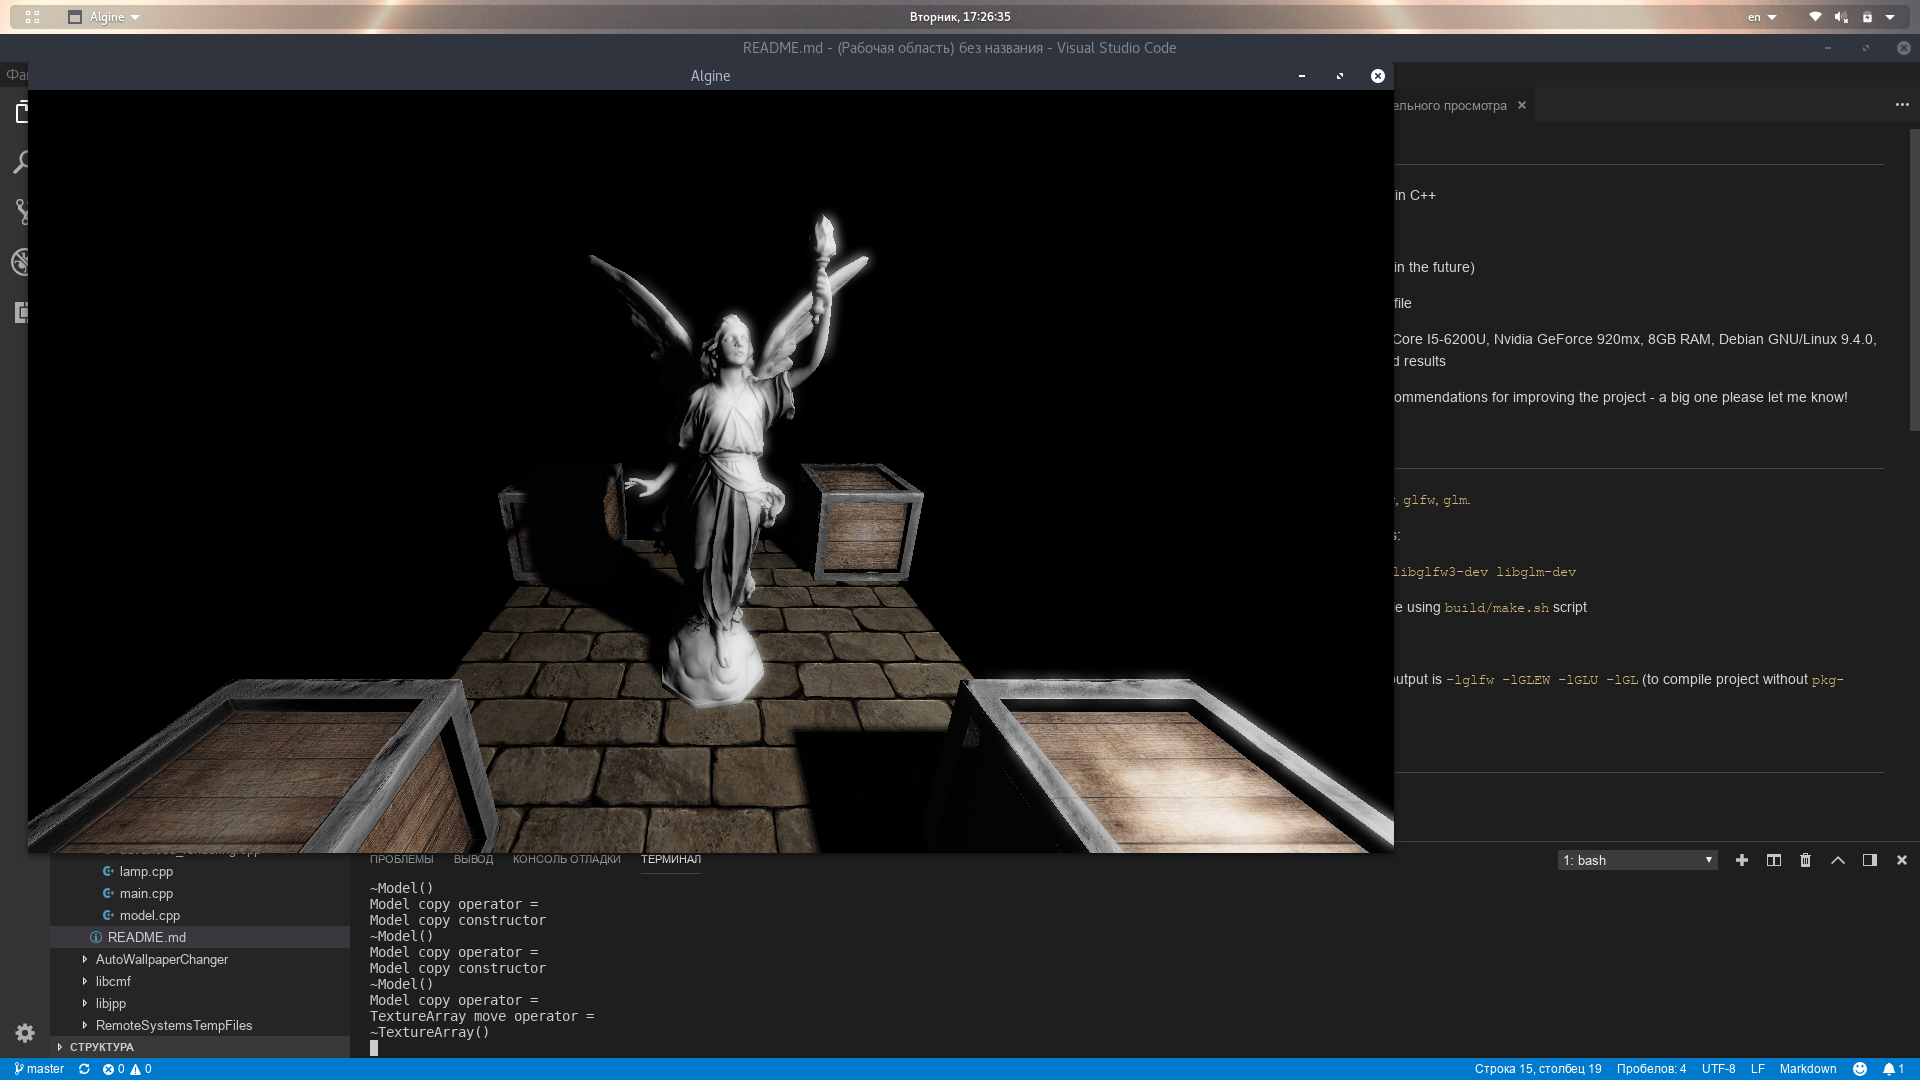 Algine
Вторник, 17:26:35
en
README.md - (Рабочая область) без названия - Visual Studio Code
Algine
ельного просмотра
in C++
in the future)
file
Core I5-6200U, Nvidia GeForce 920mx, 8GB RAM, Debian GNU/Linux 9.4.0,
d results
ommendations for improving the project - a big one please let me know!
, glfw, glm.
s:
libglfw3-dev libglm-dev
e using build/make.sh script
output is -lglfw -lGLEW -lGLU -lGL (to compile project without pkg-
ПРОБЛЕМЫ ВЫВОД КОНСОЛЬ ОТЛАДКИ ТЕРМИНАЛ
1: bash
lamp.cpp
main.cpp
model.cpp
README.md
AutoWallpaperChanger
libcmf
libjpp
RemoteSystemsTempFiles
СТРУКТУРА
~Model()
Model copy operator =
Model copy constructor
~Model()
Model copy operator =
Model copy constructor
~Model()
Model copy operator =
TextureArray move operator =
~TextureArray()
master 0 0
Строка 15, столбец 19 Пробелов: 4 UTF-8 LF Markdown 1